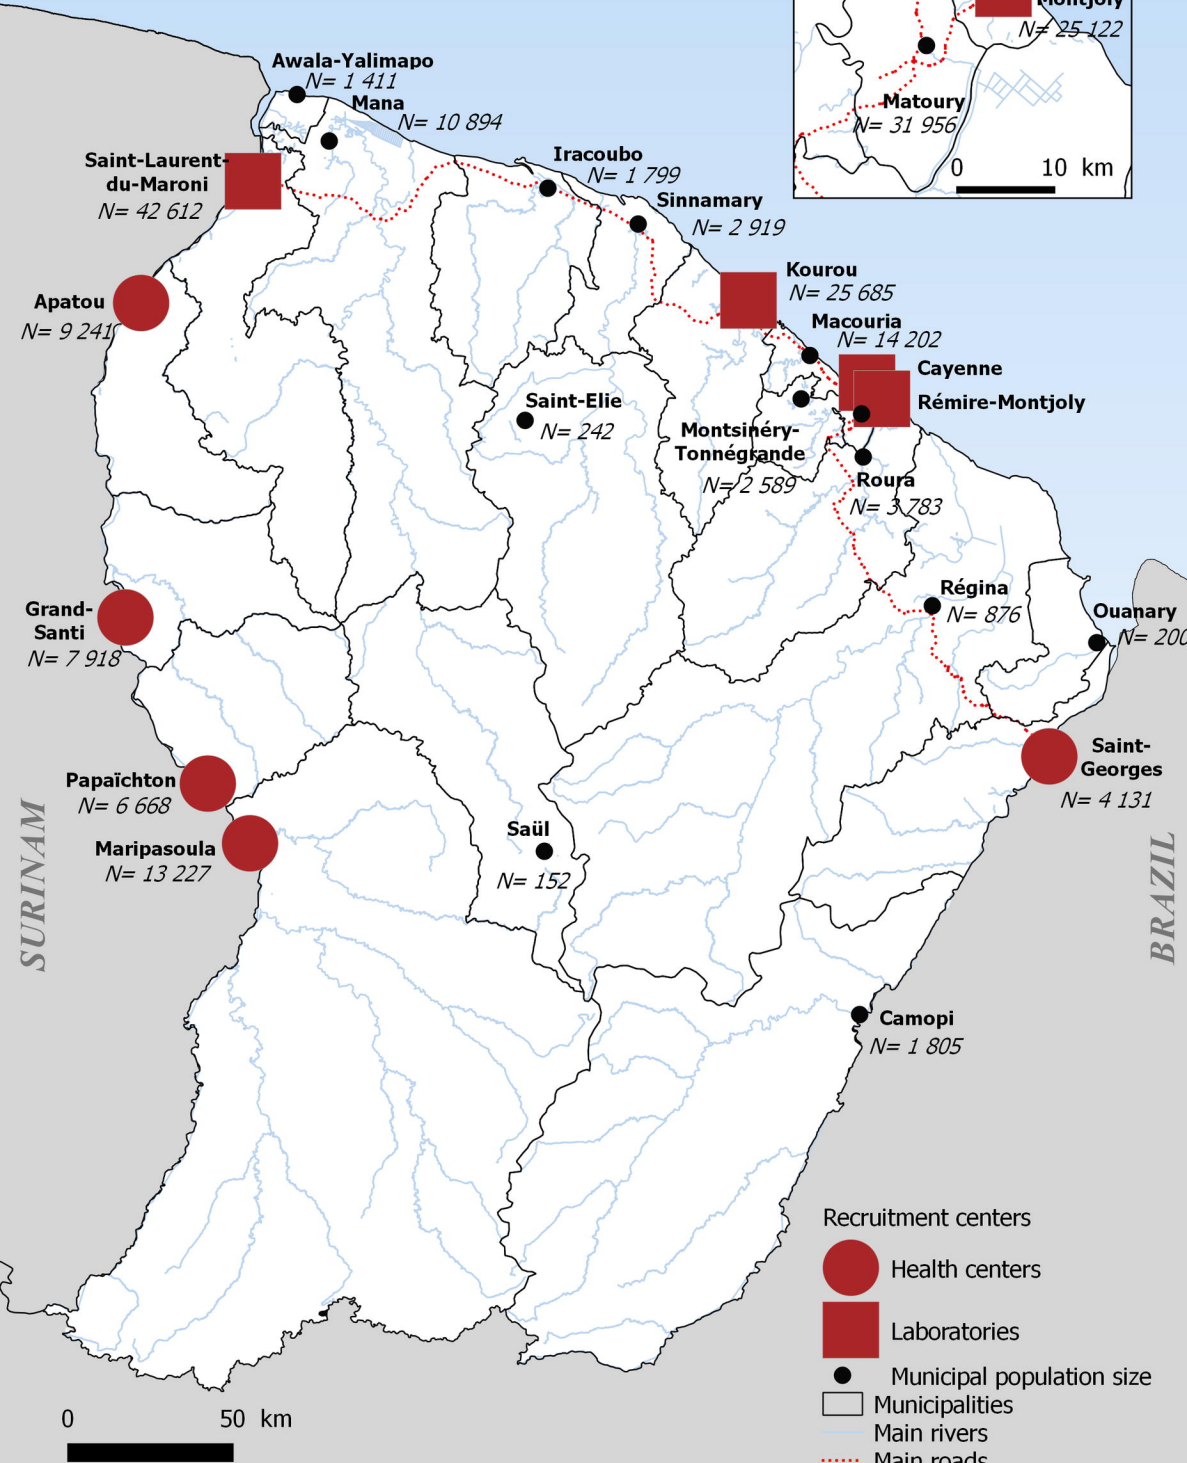 Montjoly
N= 25 122
Matoury
N= 31 956
0 10 km
Awala-Yalimapo
N= 1 411
Mana
N= 10 894
Saint-Laurent-
du-Maroni
N= 42 612
Iracoubo
N= 1 799
Sinnamary
N= 2 919
Apatou
N= 9 241
Kourou
N= 25 685
Macouria
N= 14 202
Cayenne
Rémire-Montjoly
Saint-Elie
N= 242
Montsinéry-
Tonnégrande
N= 2 589
Roura
N= 3 783
Grand-
Santi
N= 7 918
Régina
N= 876
Ouanary
N= 200
Saint-
Georges
N= 4 131
Papaïchton
N= 6 668
Maripasoula
N= 13 227
Saül
N= 152
SURINAM
BRAZIL
Camopi
N= 1 805
Recruitment centers
Health centers
Laboratories
Municipal population size
Municipalities
Main rivers
Main roads
0 50 km